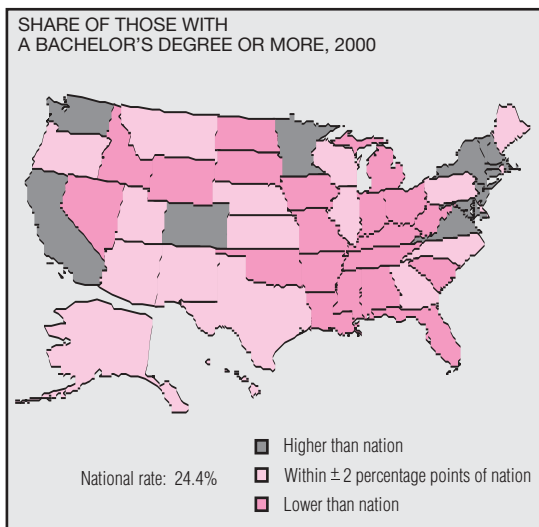 SHARE OF THOSE WITH
A BACHELOR'S DEGREE OR MORE, 2000
Higher than nation
National rate: 24.4%
Within ± 2 percentage points of nation
Lower than nation